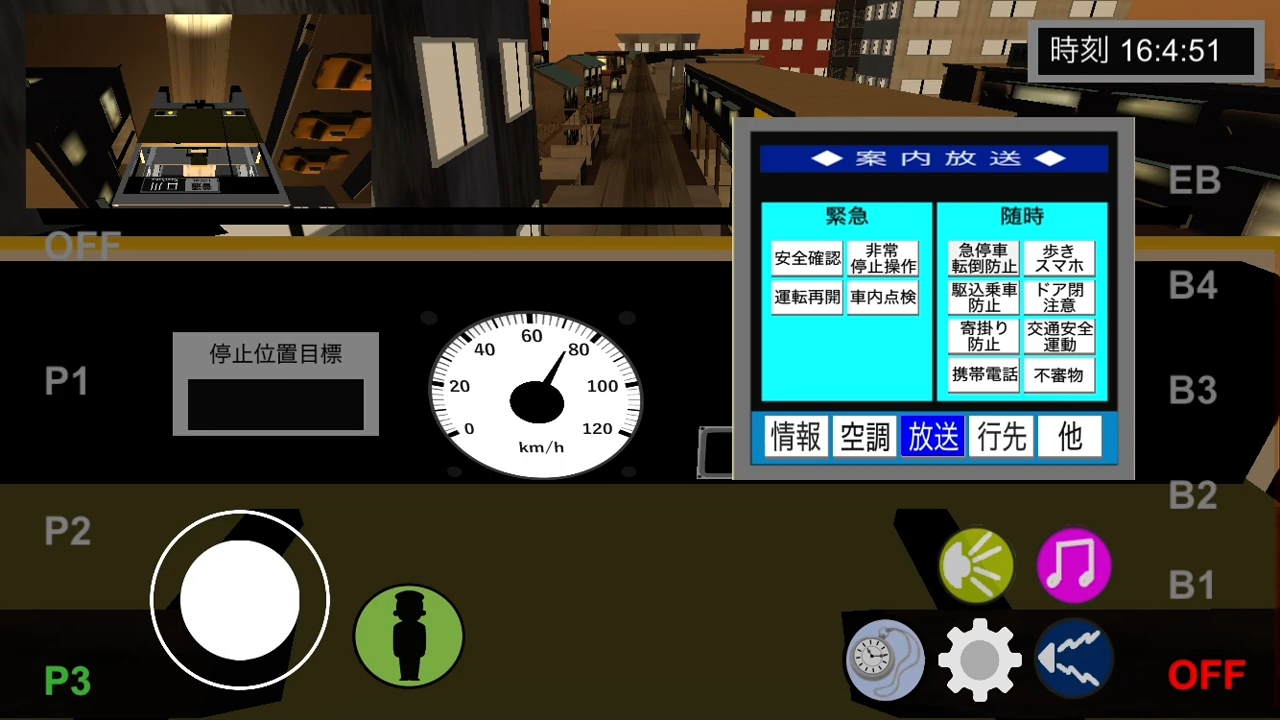 時刻 16:4:51
◆ 案内放送 ◆
緊急
安全確認
非常
停止操作
運転再開
車内点検
随時
急停車
転倒防止
歩き
スマホ
駆込乗車
防止
ドア閉
注意
寄掛り
防止
交通安全
運動
携帯電話
不審物
情報
空調
放送
行先
他
OFF
P1
P2
P3
停止位置目標
0
20
40
60
80
100
120
km/h
EB
B4
B3
B2
B1
OFF